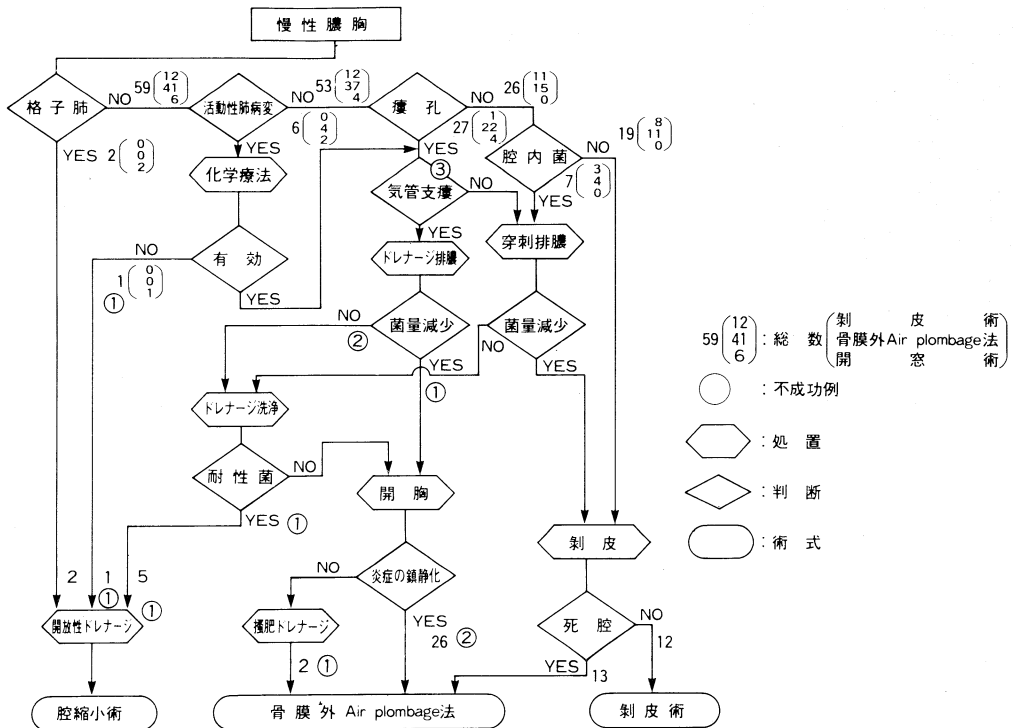 慢性膿胸
格子肺
NO
59 (12 41 6)
活動性肺病変
NO
53 (12 37 4)
瘻孔
NO
26 (11 15 0)
YES 2 (0 0 2)
YES
6 (0 4 2)
27 (1 22 4)
YES
腔内菌
NO
19 (8 11 0)
化学療法
③
気管支瘻
NO
7 (3 4 0)
YES
YES
ドレナージ排膿
穿刺排膿
NO
有効
1 (0 0 1)
①
YES
NO
菌量減少
②
YES
①
菌量減少
NO
YES
59 (12 41 6) : 総数 (剝皮術 骨膜外Air plombage法 開窓術)
: 不成功例
: 処置
: 判断
: 術式
ドレナージ洗浄
耐性菌
NO
YES ①
開胸
剝皮
NO
炎症の鎮静化
YES
26 ②
死腔
NO
12
YES
13
2
1
①
5
①
開放性ドレナージ
搔肥ドレナージ
2 ①
腔縮小術
骨膜外 Air plombage法
剝皮術